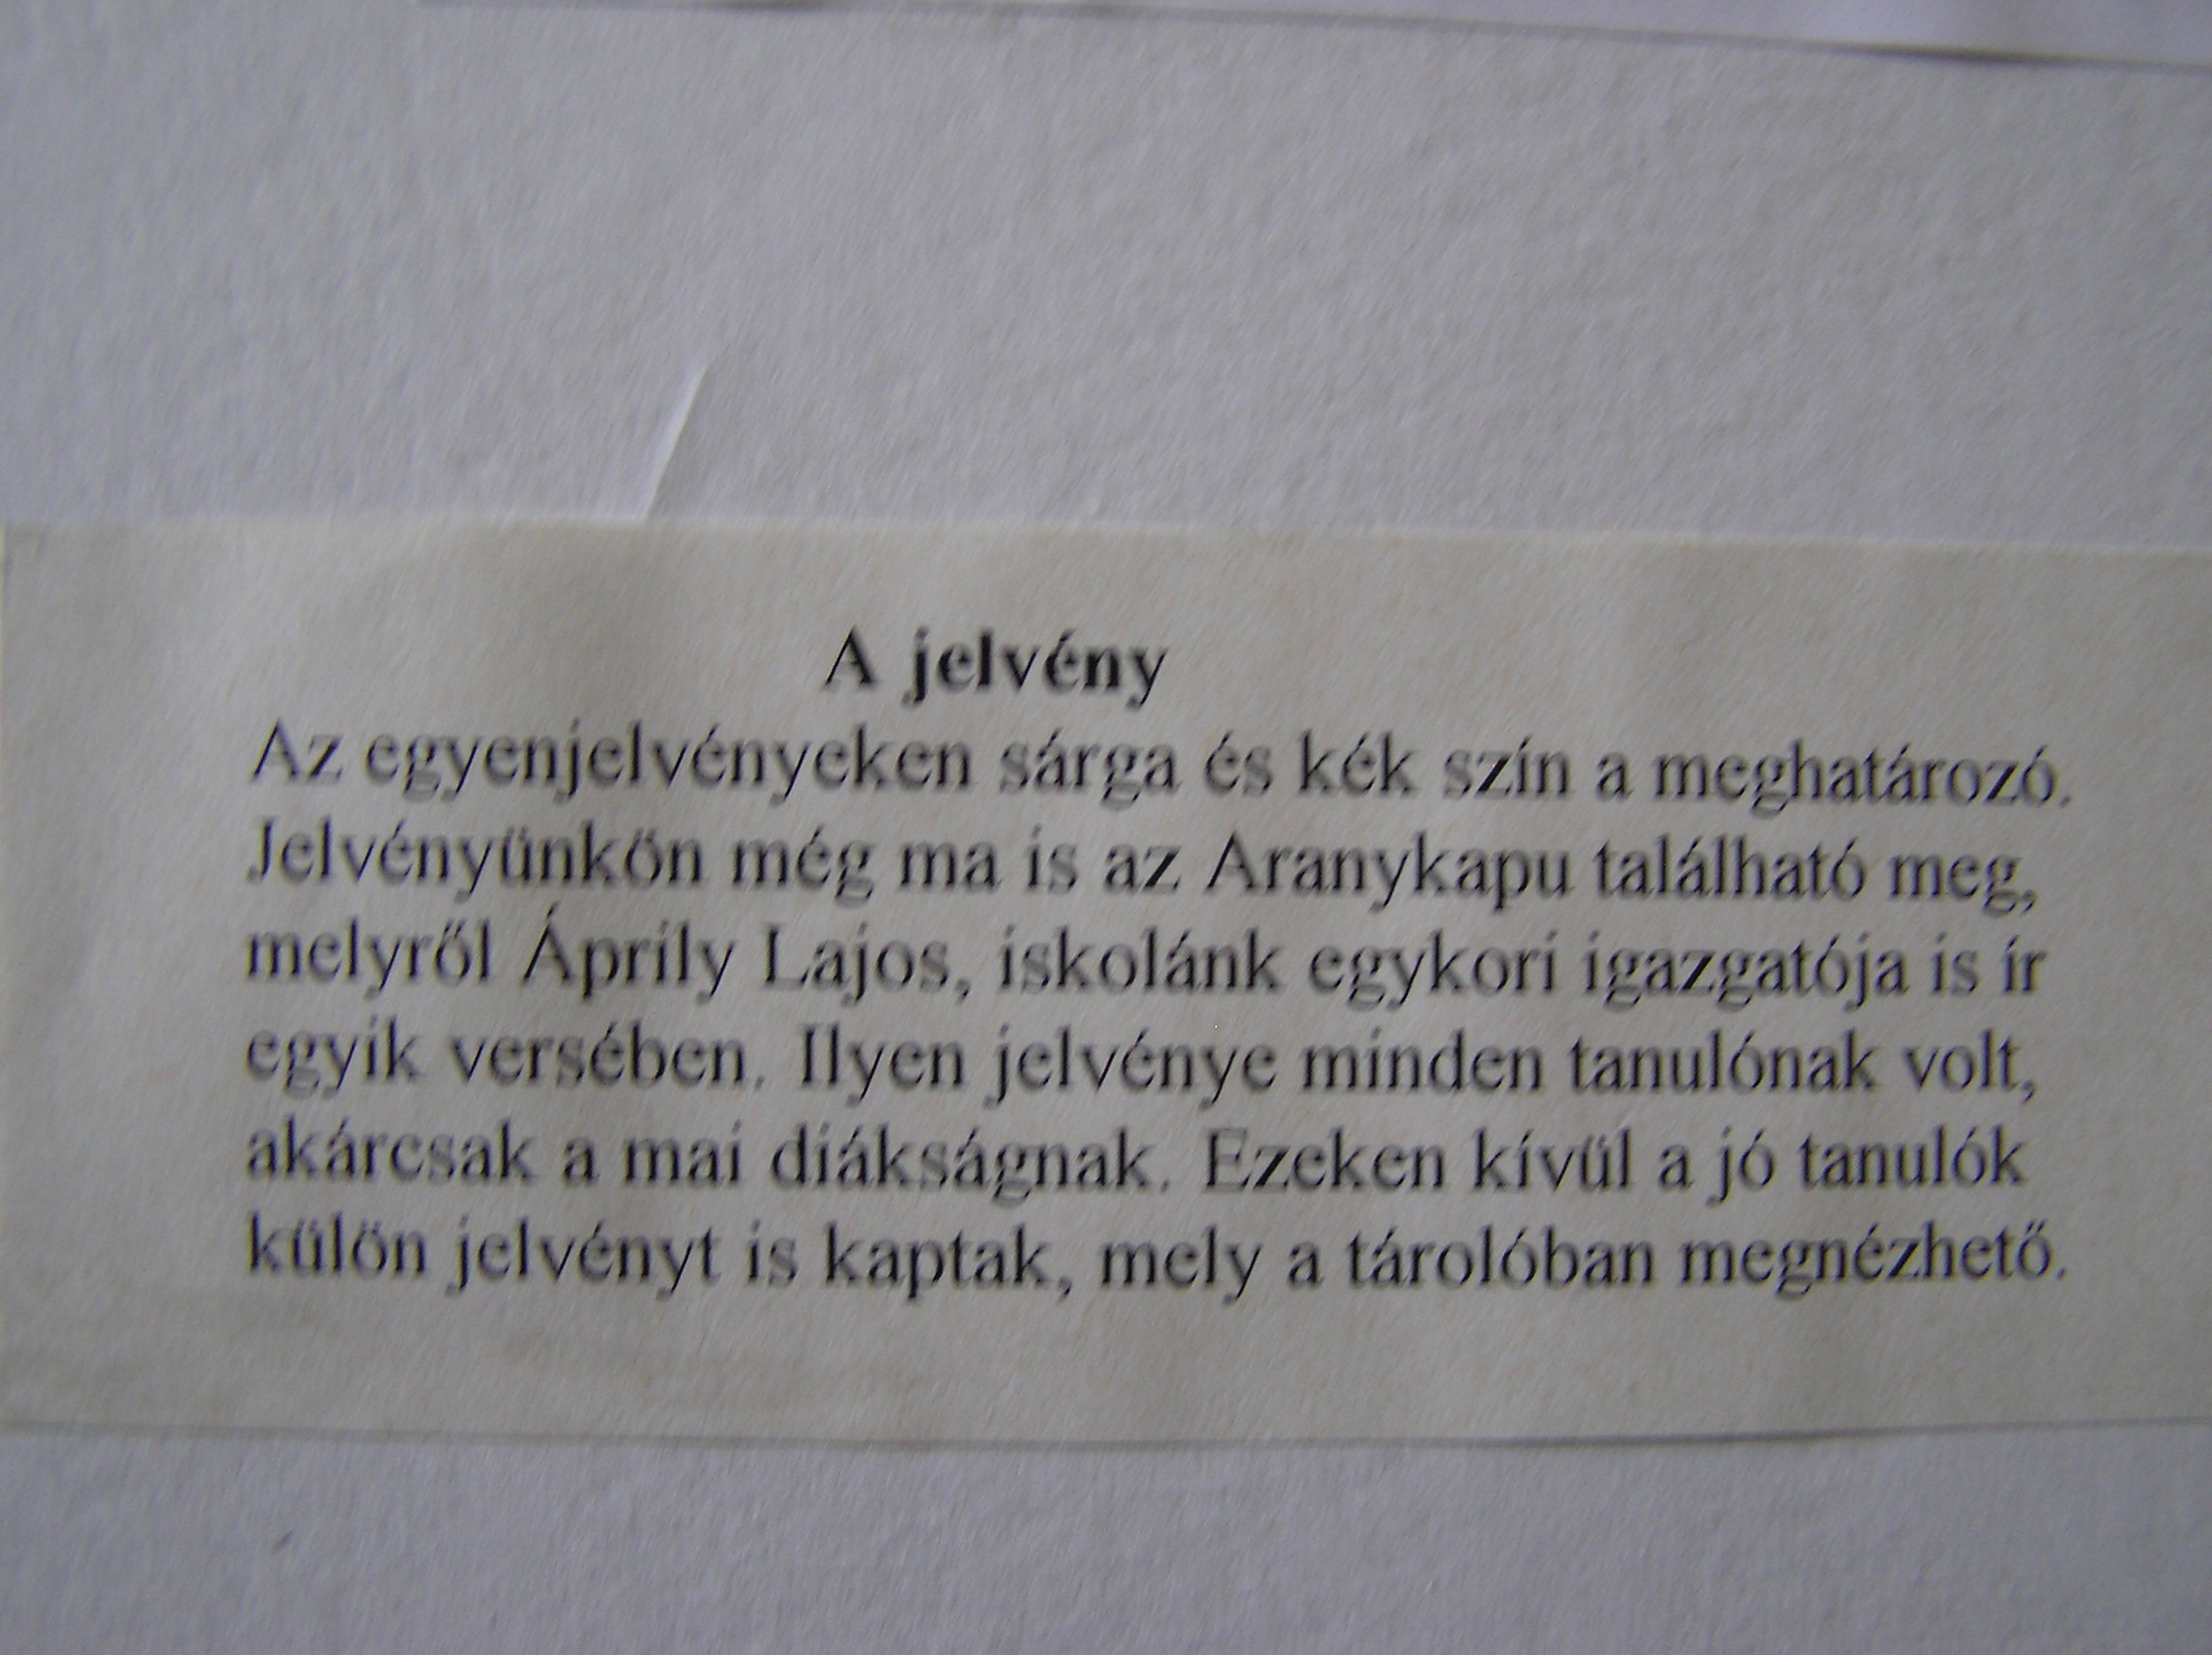 A jelvény
Az egyenjelvényeken sárga és kék szín a meghatározó.
Jelvényünkön még ma is az Aranykapu található meg,
melyről Áprily Lajos, iskolánk egykori igazgatója is ír
egyik versében. Ilyen jelvénye minden tanulónak volt,
akárcsak a mai diákságnak. Ezeken kívül a jó tanulók
külön jelvényt is kaptak, mely a tárolóban megnézhető.